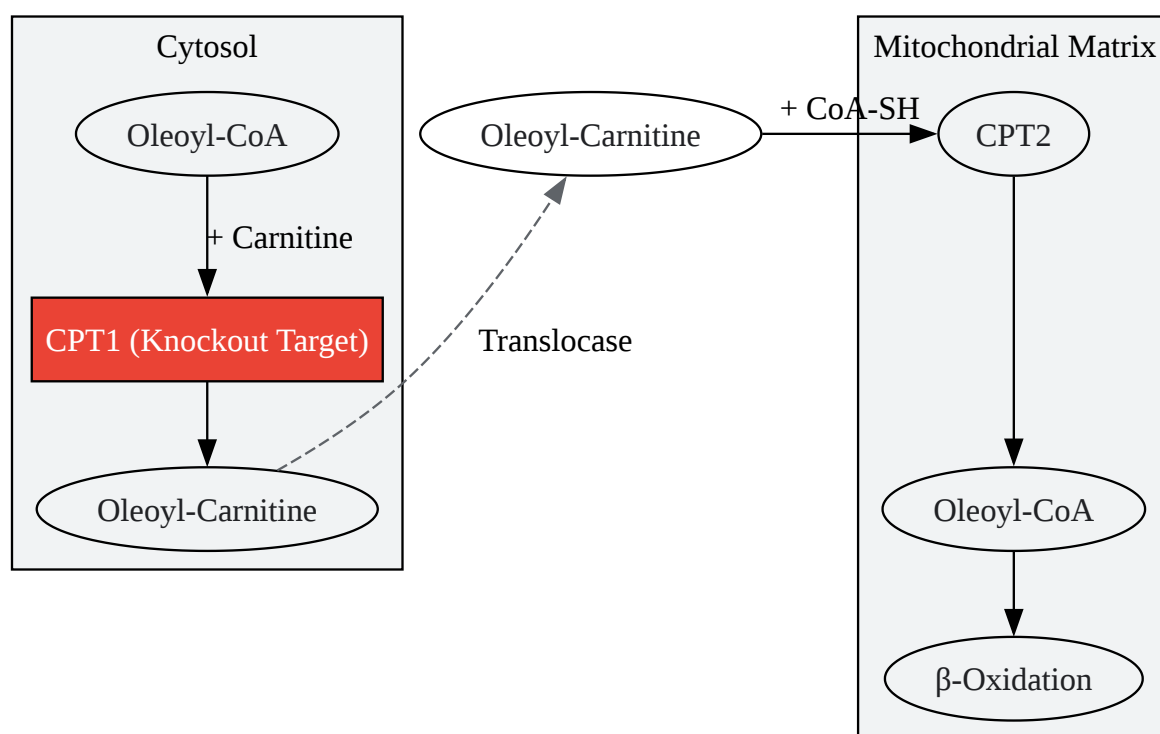 Cytosol
Mitochondrial Matrix
Oleoyl-CoA
Oleoyl-Carnitine
+ CoA-SH
CPT2
+ Carnitine
CPT1 (Knockout Target)
Translocase
Oleoyl-Carnitine
Oleoyl-CoA
β-Oxidation